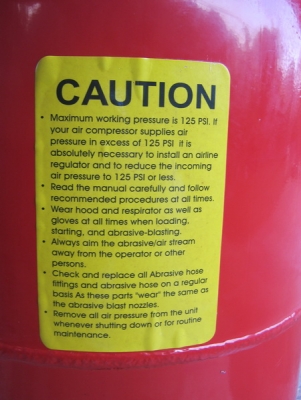 CAUTION
• Maximum working pressure is 125 PSI. If
your air compressor supplies air
pressure in excess of 125 PSI it is
absolutely necessary to install an airline
regulator and to reduce the incoming
air pressure to 125 PSI or less.
• Read the manual carefully and follow
recommended procedures at all times.
• Wear hood and respirator as well as
gloves at all times when loading,
starting, and abrasive-blasting.
• Always aim the abrasive/air stream
away from the operator or other
persons.
• Check and replace all Abrasive hose
fittings and abrasive hose on a regular
basis As these parts "wear" the same as
the abrasive blast nozzles.
• Remove all air pressure from the unit
whenever shutting down or for routine
maintenance.